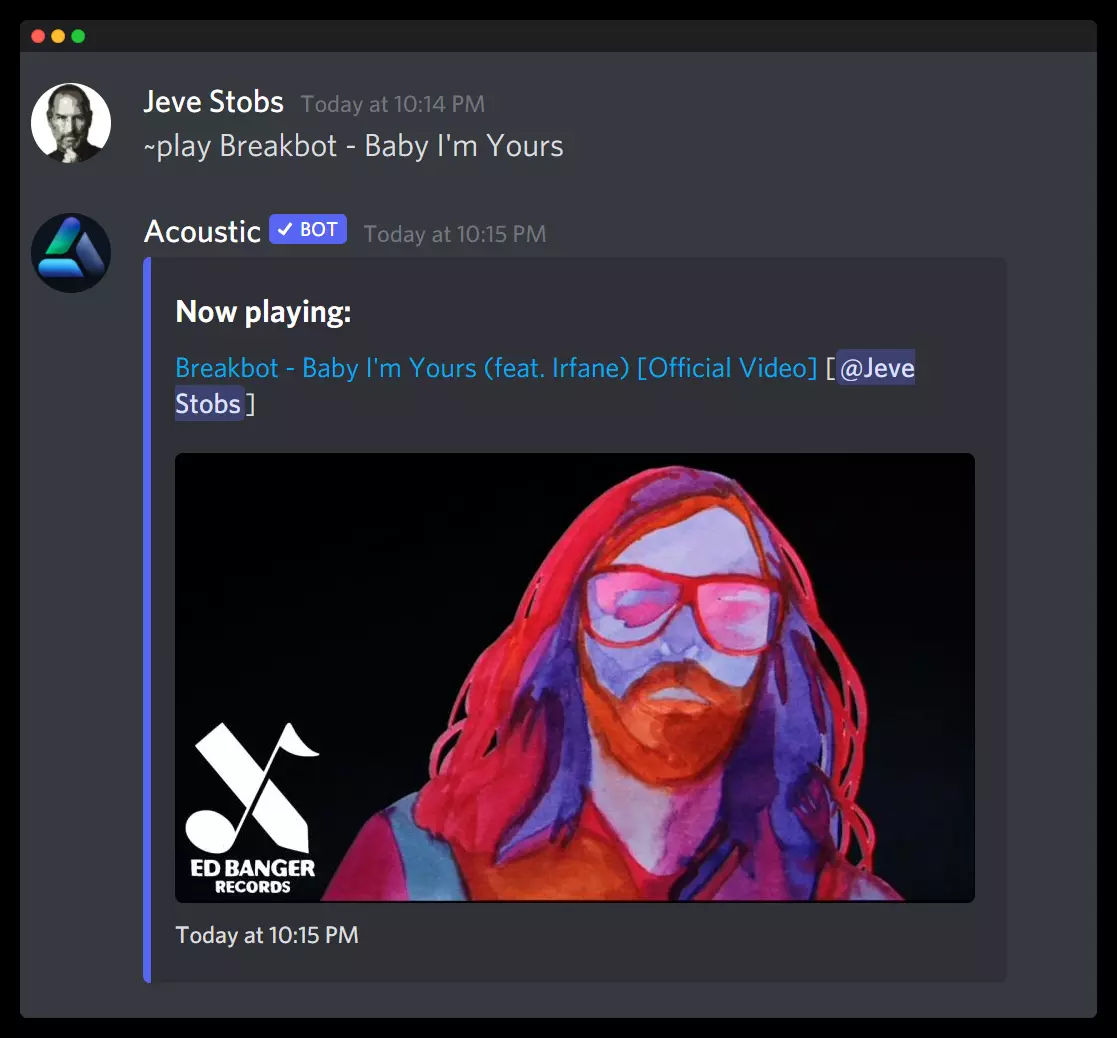 Jeve Stobs Today at 10:14 PM
~play Breakbot - Baby I'm Yours
Acoustic ✓ BOT Today at 10:15 PM
Now playing:
Breakbot - Baby I'm Yours (feat. Irfane) [Official Video] [@Jeve
Stobs]
ED BANGER
RECORDS
Today at 10:15 PM